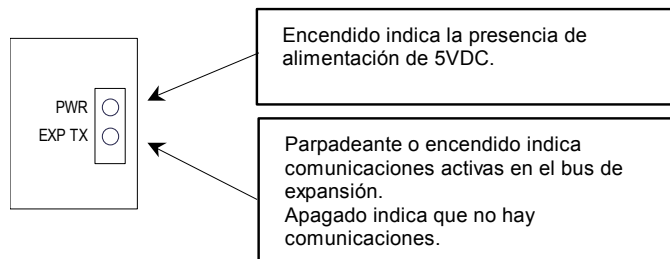 Encendido indica la presencia de
alimentación de 5VDC.
PWR
EXP TX
Parpadeante o encendido indica
comunicaciones activas en el bus de
expansión.
Apagado indica que no hay
comunicaciones.